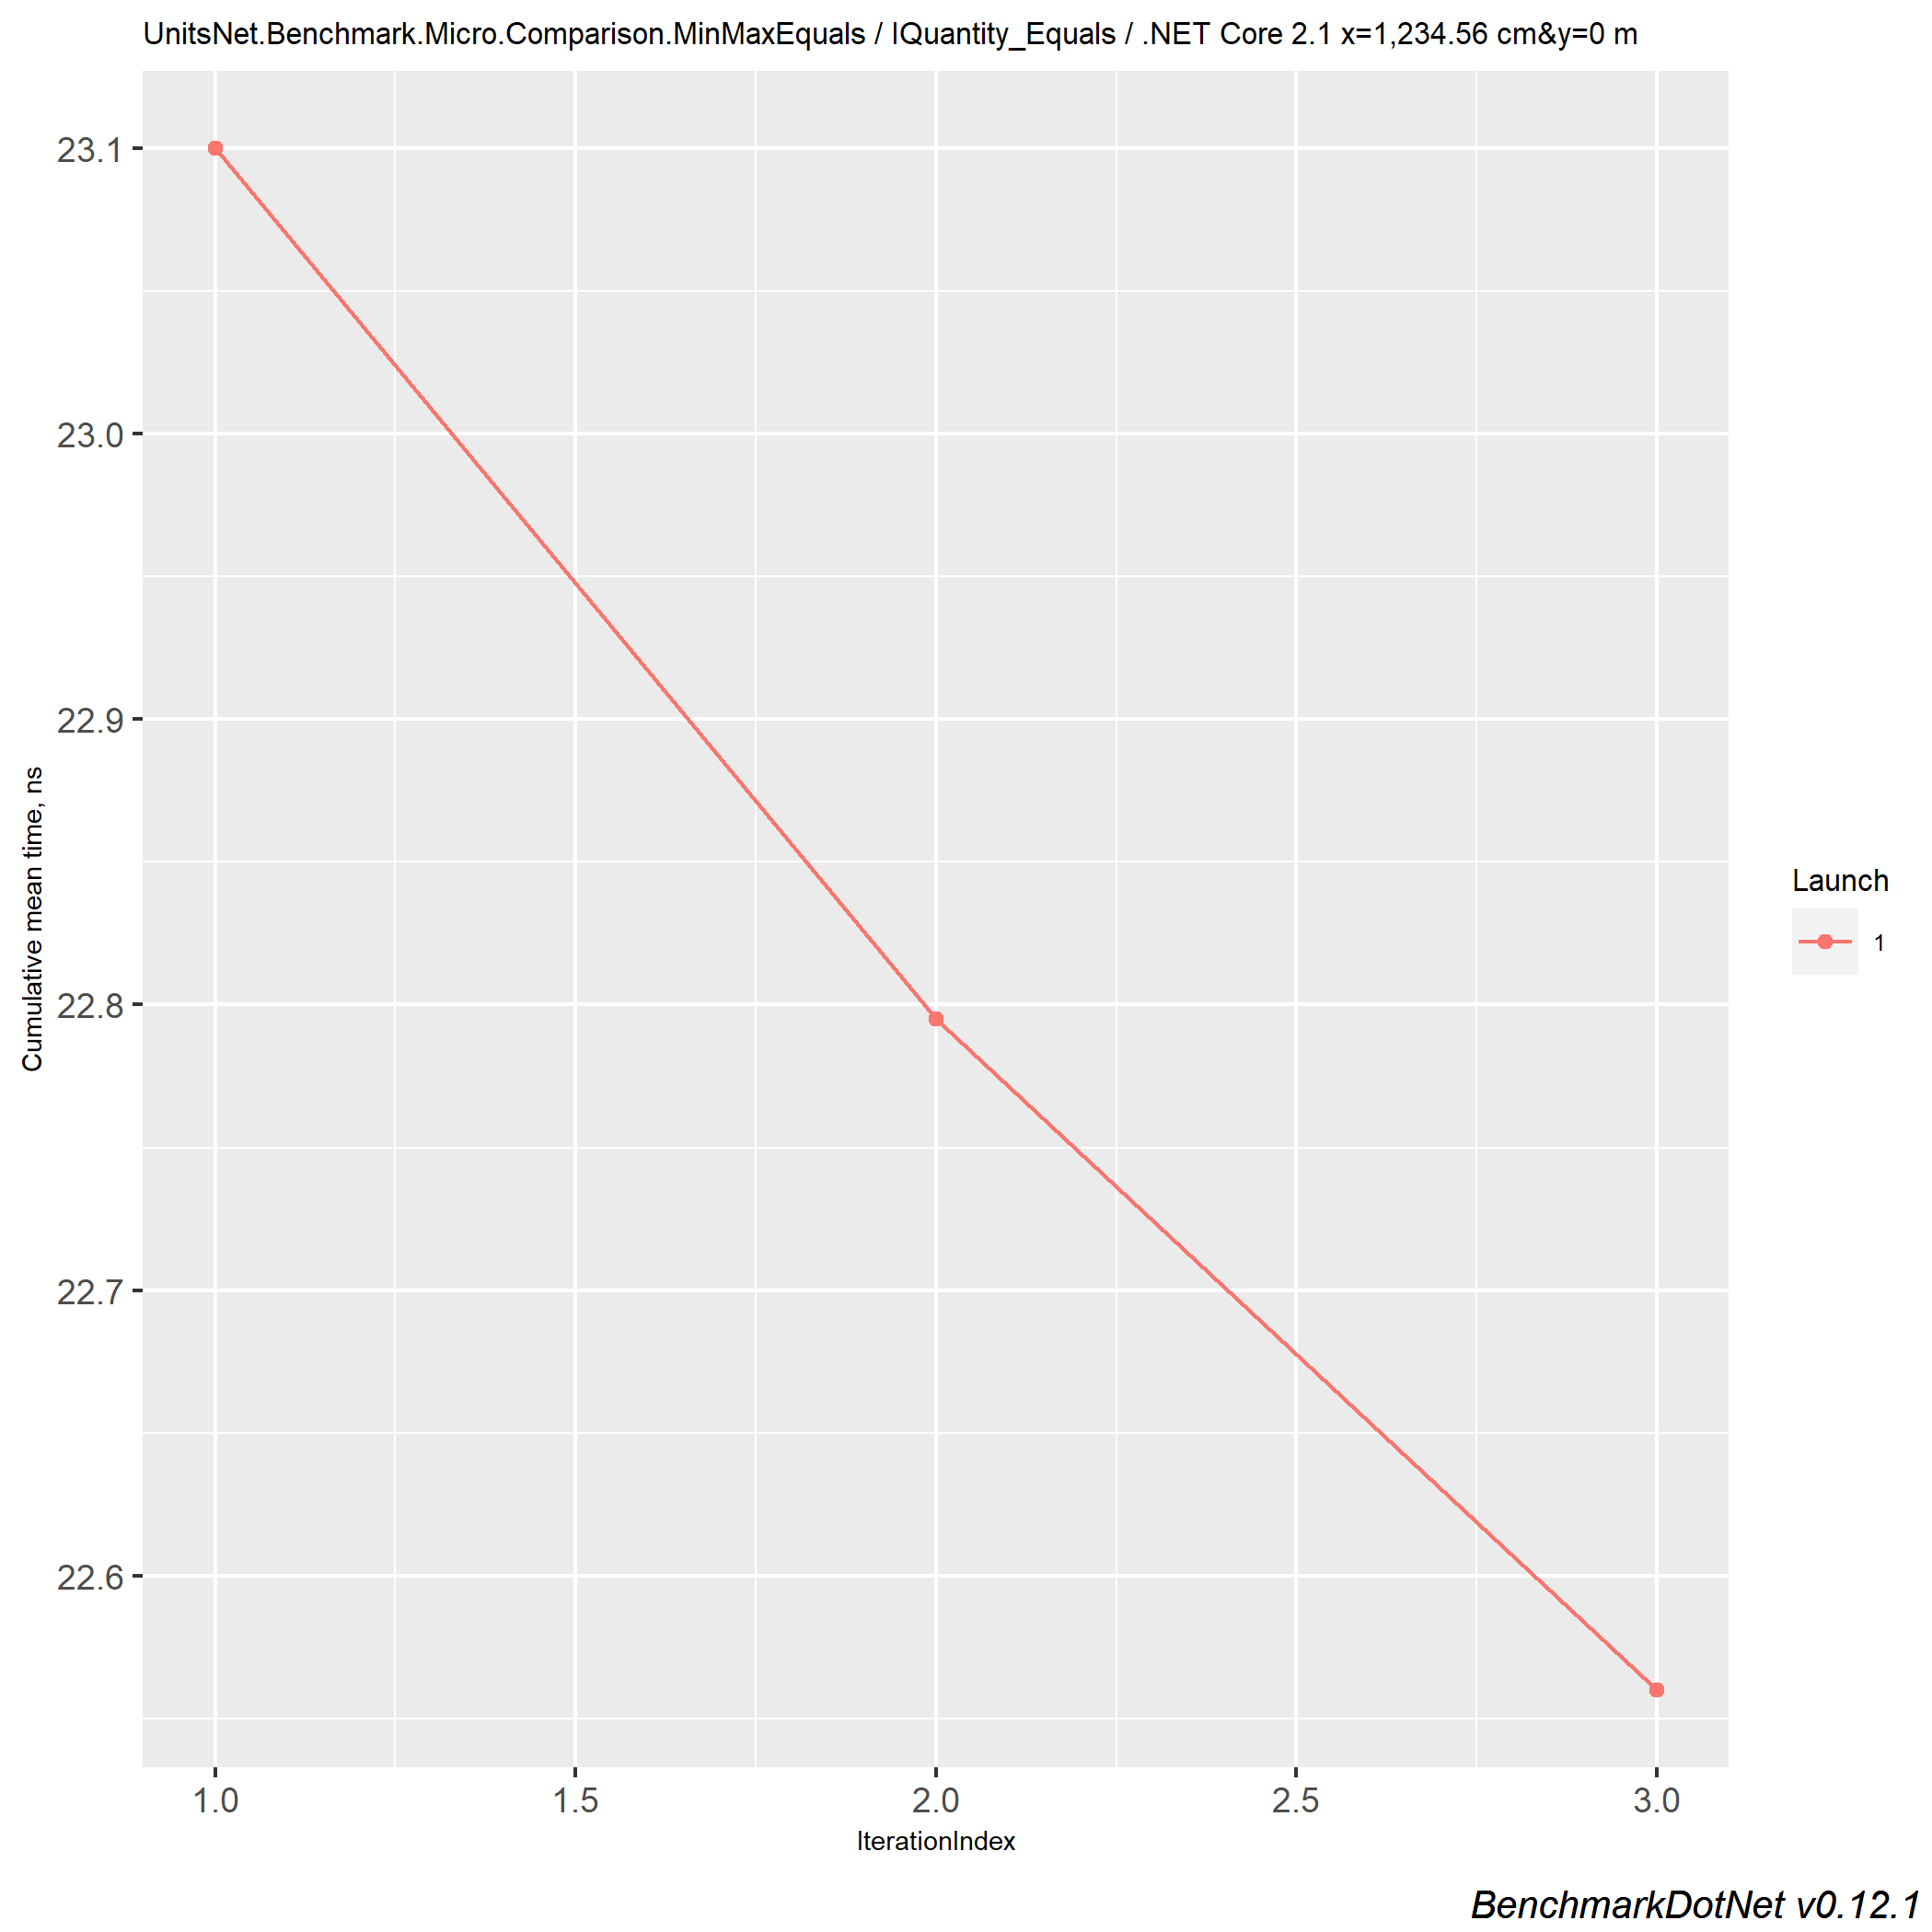 UnitsNet.Benchmark.Micro.Comparison.MinMaxEquals / IQuantity_Equals / .NET Core 2.1 x=1,234.56 cm&y=0 m
23.1
23.0
22.9
22.8
22.7
22.6
Cumulative mean time, ns
1.0 1.5 2.0 2.5 3.0
IterationIndex
Launch
1
BenchmarkDotNet v0.12.1